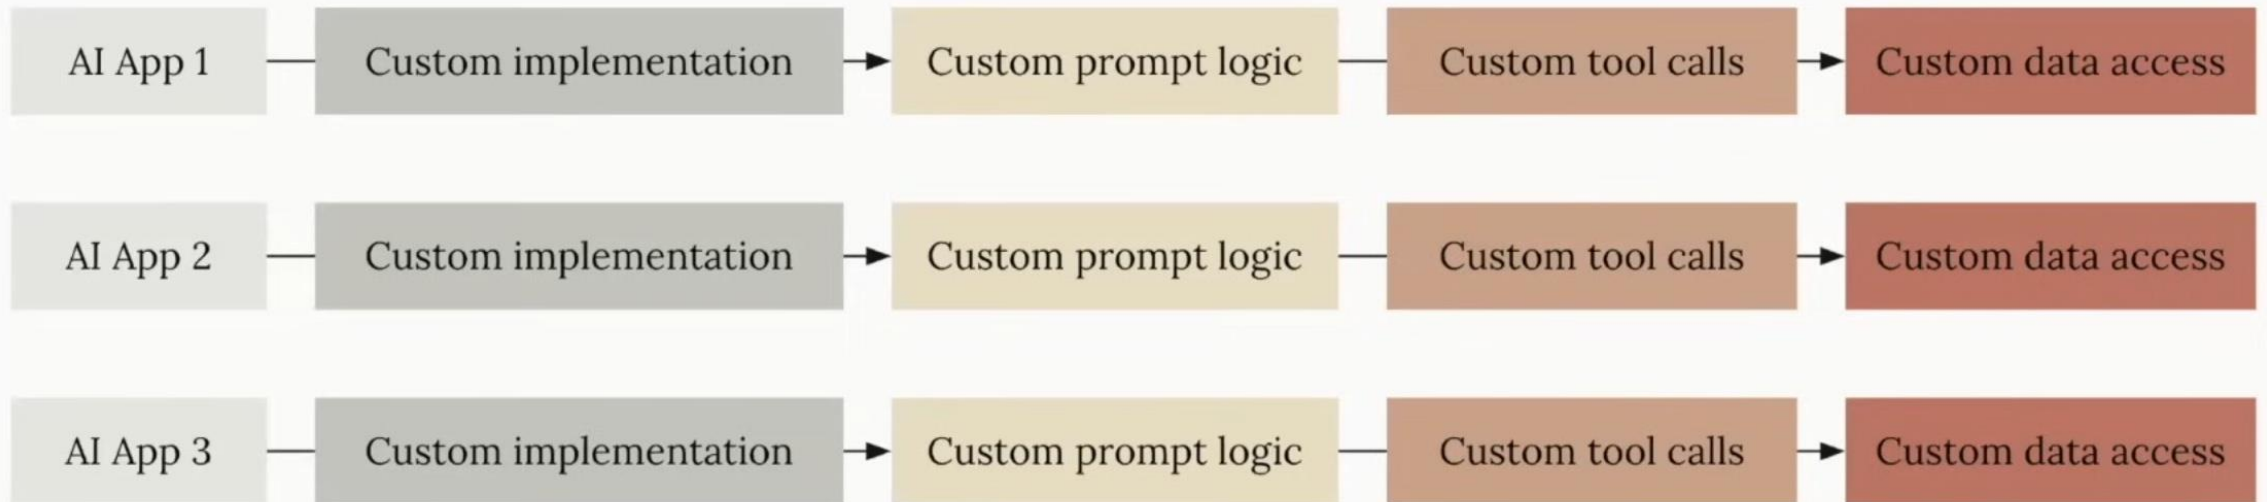 AI App 1 Custom implementation Custom prompt logic Custom tool calls Custom data access
AI App 2 Custom implementation Custom prompt logic Custom tool calls Custom data access
AI App 3 Custom implementation Custom prompt logic Custom tool calls Custom data access